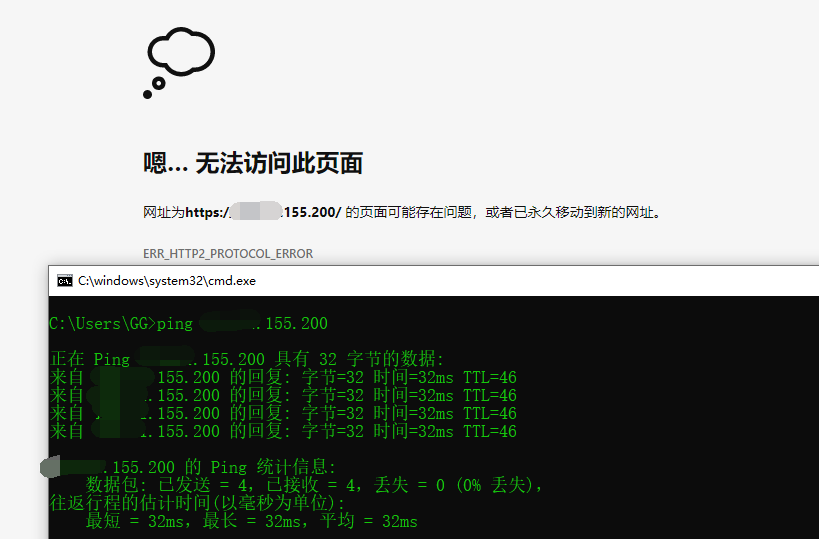 嗯… 无法访问此页面
网址为https:/ .155.200/ 的页面可能存在问题，或者已永久移动到新的网址。
ERR_HTTP2_PROTOCOL_ERROR
C:\windows\system32\cmd.exe
C:\Users\GG>ping .155.200
正在 Ping .155.200 具有 32 字节的数据:
来自 155.200 的回复: 字节=32 时间=32ms TTL=46
来自 .155.200 的回复: 字节=32 时间=32ms TTL=46
来自 .155.200 的回复: 字节=32 时间=32ms TTL=46
来自 .155.200 的回复: 字节=32 时间=32ms TTL=46
.155.200 的 Ping 统计信息:
数据包: 已发送 = 4，已接收 = 4，丢失 = 0 (0% 丢失)，
往返行程的估计时间(以毫秒为单位):
最短 = 32ms，最长 = 32ms，平均 = 32ms